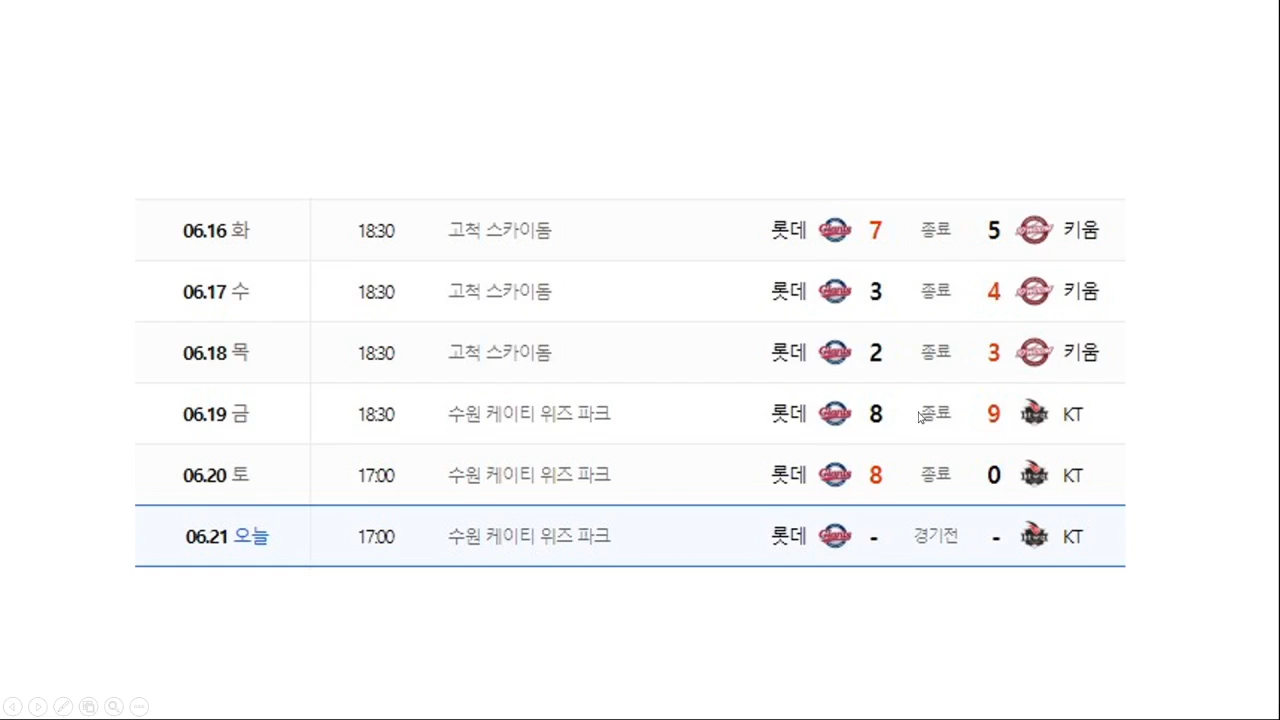 06.16 화 18:30 고척 스카이돔 롯데 Giants 7 종료 5 키움
06.17 수 18:30 고척 스카이돔 롯데 Giants 3 종료 4 키움
06.18 목 18:30 고척 스카이돔 롯데 Giants 2 종료 3 키움
06.19 금 18:30 수원 케이티 위즈 파크 롯데 Giants 8 종료 9 KT
06.20 토 17:00 수원 케이티 위즈 파크 롯데 Giants 8 종료 0 KT
06.21 오늘 17:00 수원 케이티 위즈 파크 롯데 Giants - 경기전 - KT